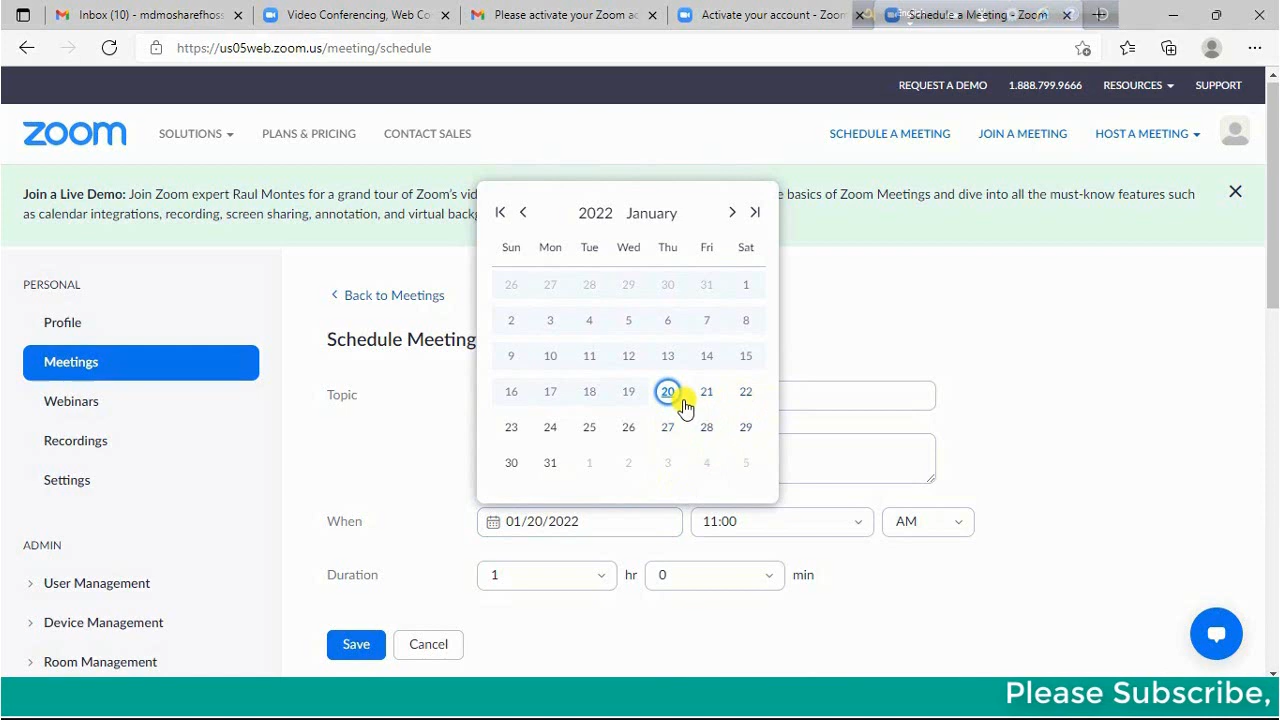 Inbox (10) - mdmosharefhoss
Video Conferencing, Web Co
Please activate your Zoom ac
Activate your account - Zoom
Schedule a Meeting - Zoom
https://us05web.zoom.us/meeting/schedule
REQUEST A DEMO 1.888.799.9666 RESOURCES SUPPORT
zoom SOLUTIONS PLANS & PRICING CONTACT SALES SCHEDULE A MEETING JOIN A MEETING HOST A MEETING
Join a Live Demo: Join Zoom expert Raul Montes for a grand tour of Zoom's vid e basics of Zoom Meetings and dive into all the must-know features such
as calendar integrations, recording, screen sharing, annotation, and virtual backg
PERSONAL
Profile
Meetings
Webinars
Recordings
Settings
ADMIN
User Management
Device Management
Room Management
Back to Meetings
Schedule Meeting
2022 January
Sun Mon Tue Wed Thu Fri Sat
26 27 28 29 30 31 1
2 3 4 5 6 7 8
9 10 11 12 13 14 15
16 17 18 19 20 21 22
23 24 25 26 27 28 29
30 31 1 2 3 4 5
Topic
When 01/20/2022 11:00 AM
Duration 1 hr 0 min
Save Cancel
Please Subscribe,